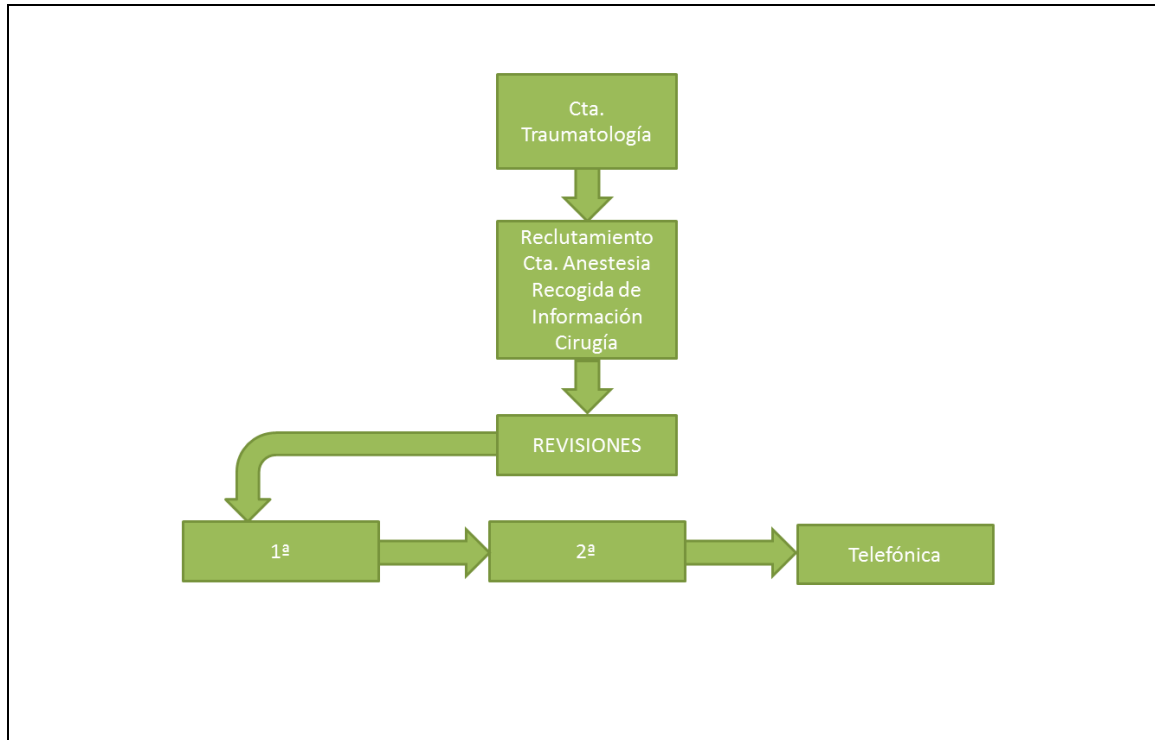 Cta.
Traumatología
Reclutamiento
Cta. Anestesia
Recogida de
Información
Cirugía
REVISIONES
1ª
2ª
Telefónica